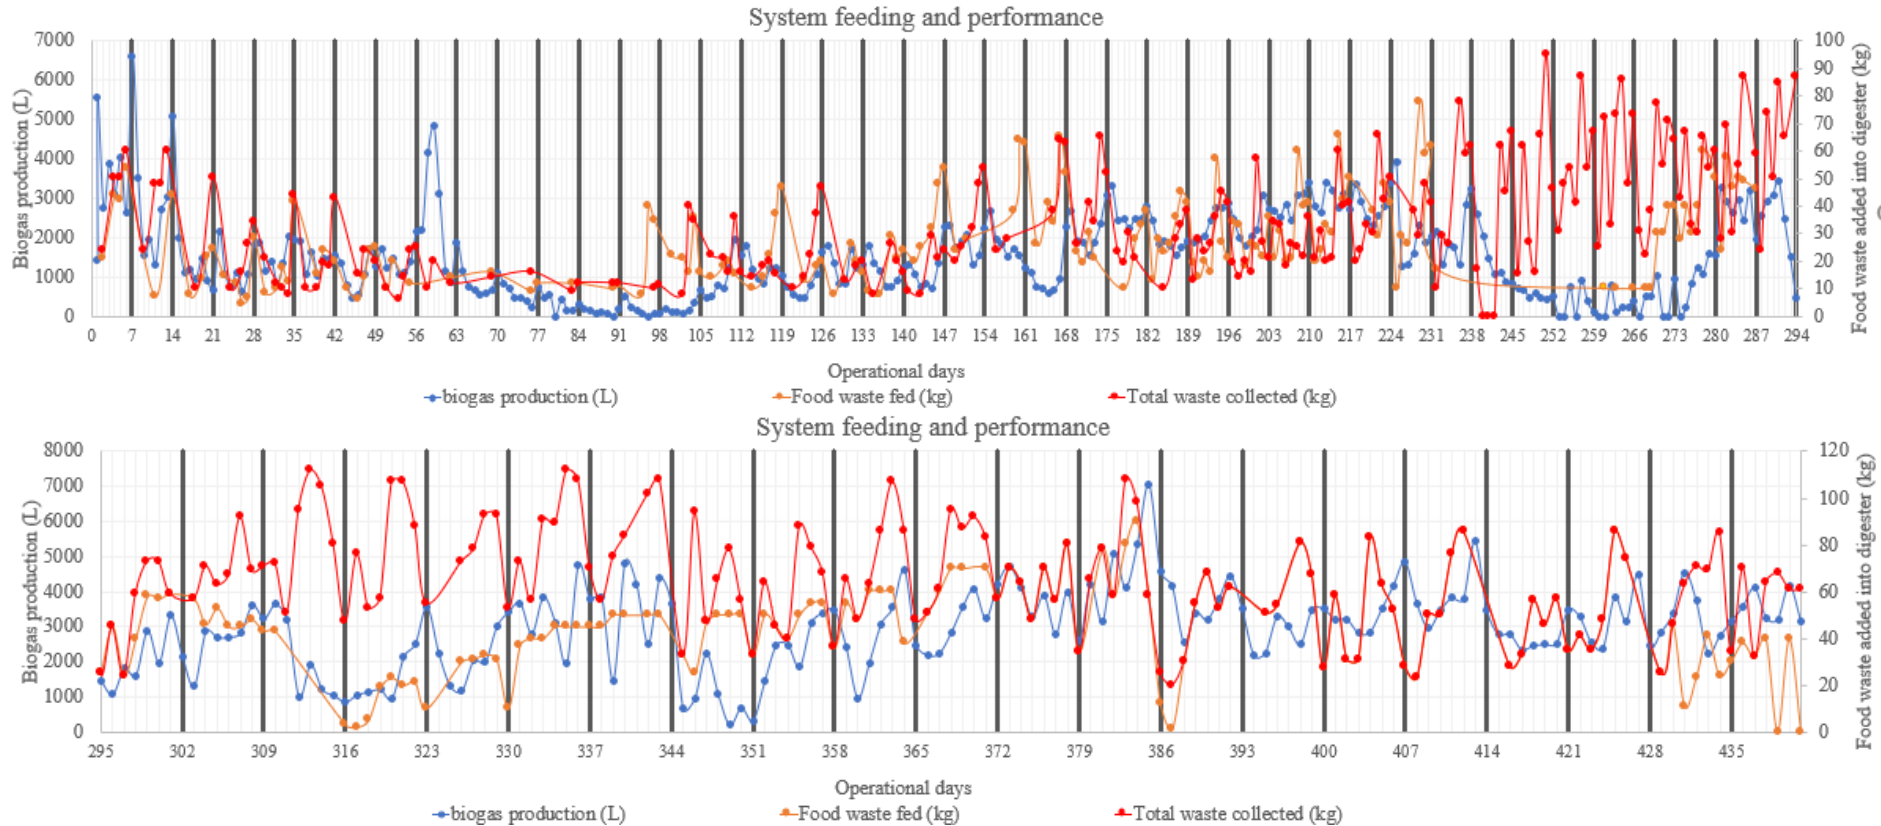 System feeding and performance
7000
6000
5000
4000
3000
2000
1000
0
Biogas production (L)
100
90
80
70
60
50
40
30
20
10
0
Food waste added into digester (kg)
0 7 14 21 28 35 42 49 56 63 70 77 84 91 98 105 112 119 126 133 140 147 154 161 168 175 182 189 196 203 210 217 224 231 238 245 252 259 266 273 280 287 294
Operational days
biogas production (L) Food waste fed (kg) Total waste collected (kg)
System feeding and performance
8000
7000
6000
5000
4000
3000
2000
1000
0
Biogas production (L)
120
100
80
60
40
20
0
Food waste added into digester (kg)
295 302 309 316 323 330 337 344 351 358 365 372 379 386 393 400 407 414 421 428 435
Operational days
biogas production (L) Food waste fed (kg) Total waste collected (kg)